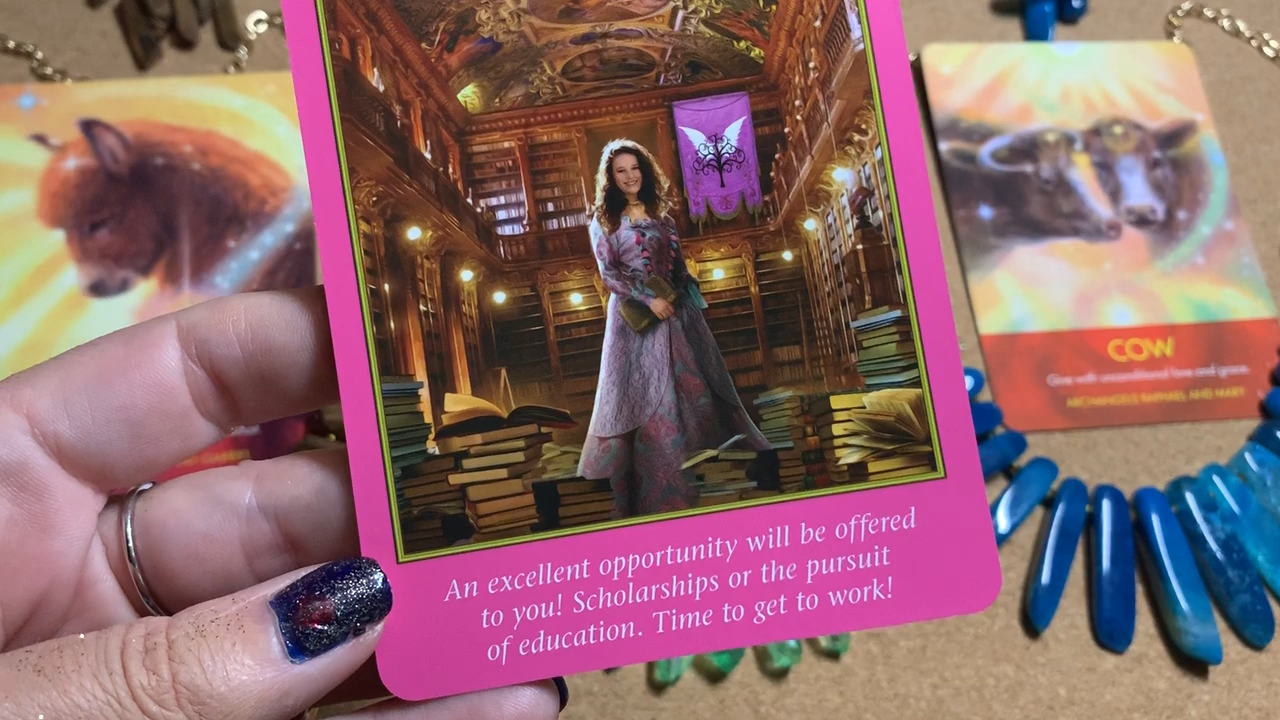 An excellent opportunity will be offered
to you! Scholarships or the pursuit
of education. Time to get to work!
COW
Give with unconditional love and grace.
ARCHANGELS RAPHAEL AND MARY